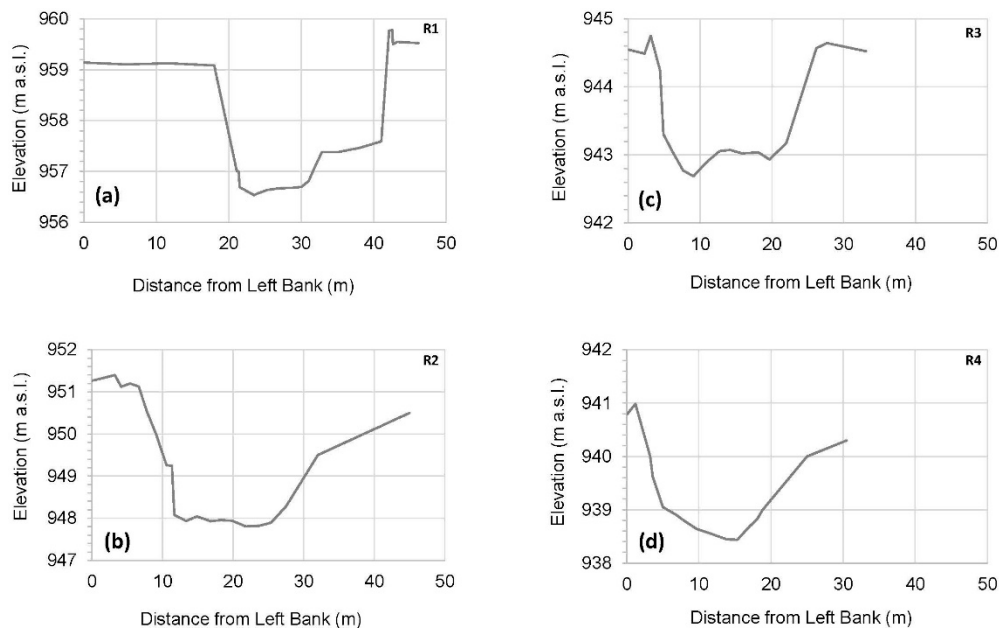 R1
Elevation (m a.s.l.)
960
959
958
957
956
(a)
0 10 20 30 40 50
Distance from Left Bank (m)
R3
Elevation (m a.s.l.)
945
944
943
942
(c)
0 10 20 30 40 50
Distance from Left Bank (m)
R2
Elevation (m a.s.l.)
952
951
950
949
948
947
(b)
0 10 20 30 40 50
Distance from Left Bank (m)
R4
Elevation (m a.s.l.)
942
941
940
939
938
(d)
0 10 20 30 40 50
Distance from Left Bank (m)